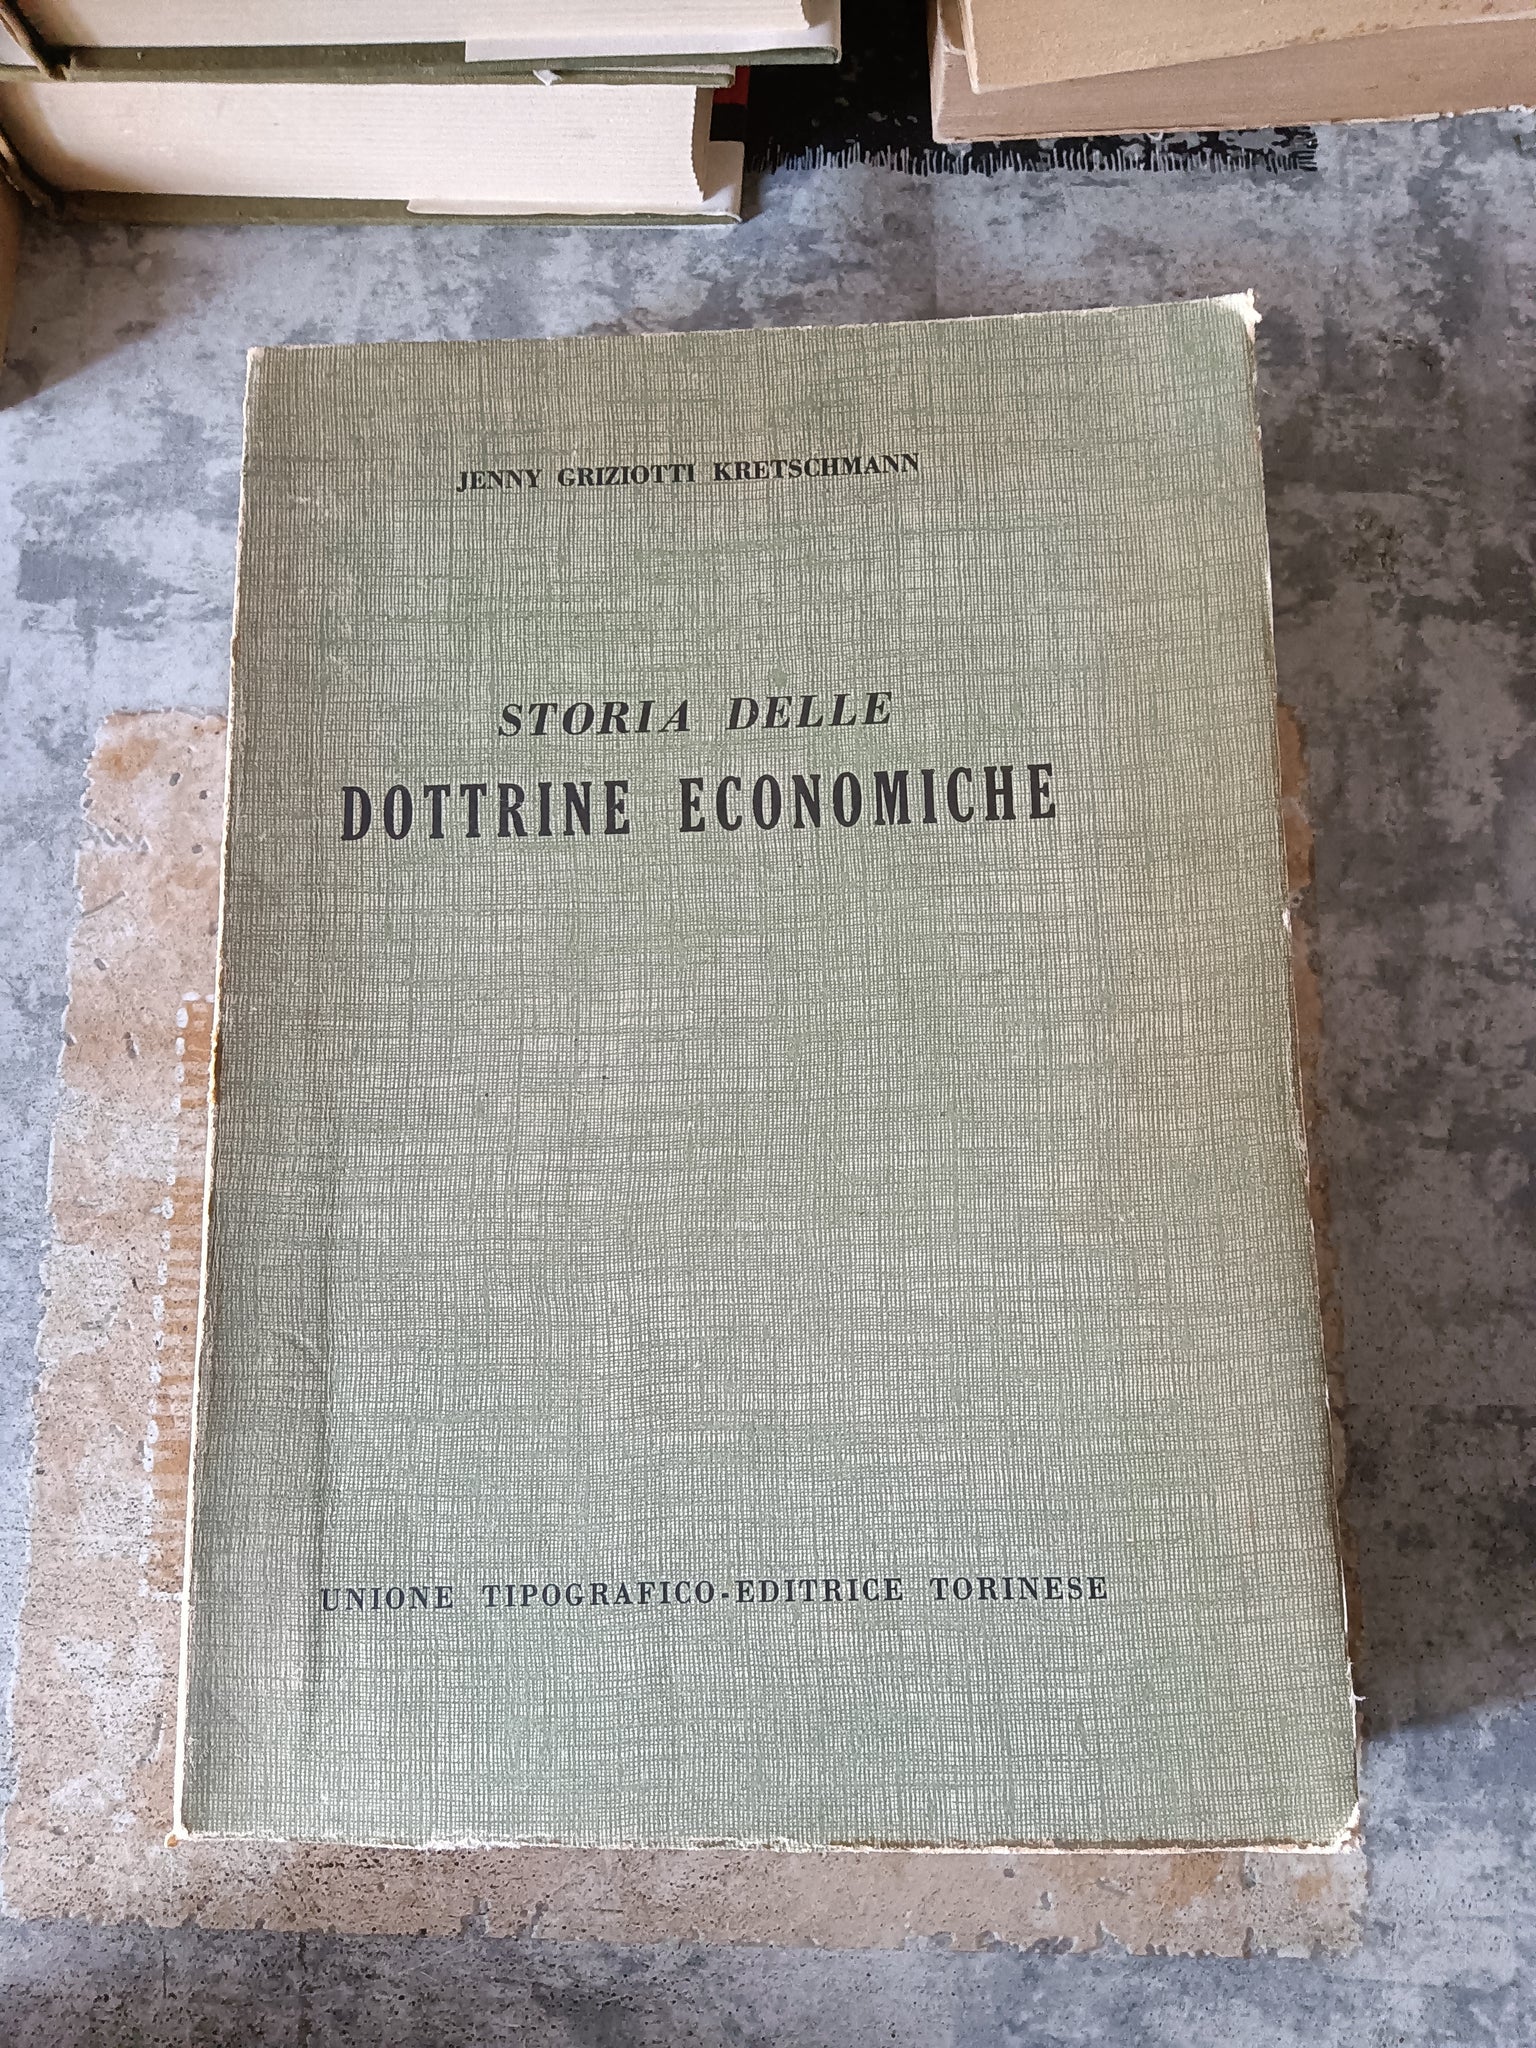 JENNY GRIZIOTTI KRETSCHMANN
STORIA DELLE
DOTTRINE ECONOMICHE
UNIONE TIPOGRAFICO-EDITRICE TORINESE